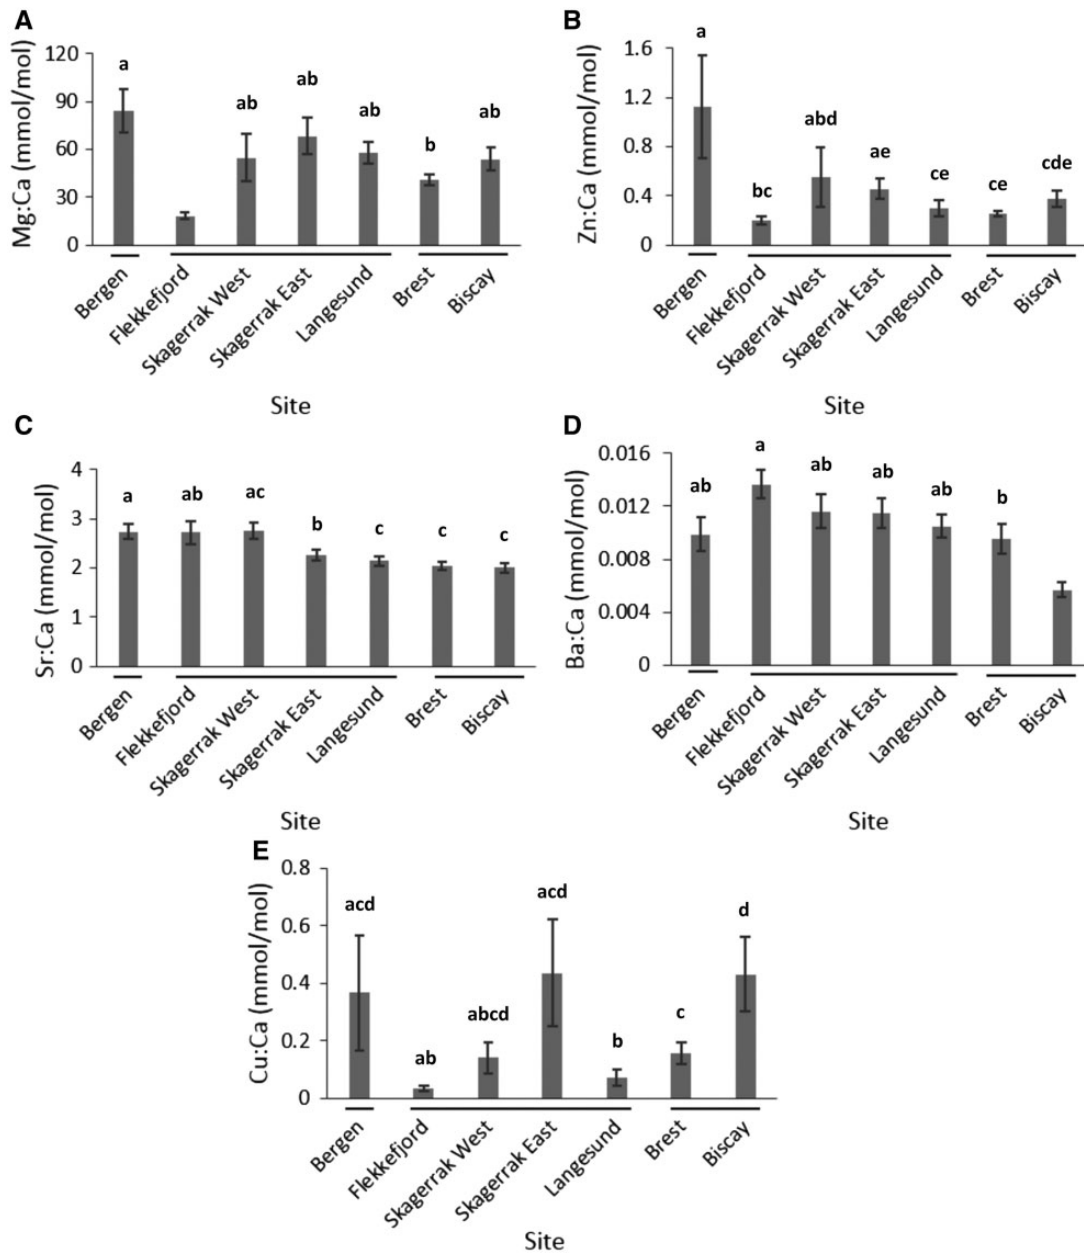 A
Mg:Ca (mmol/mol)
120
90
60
30
0
a
ab
ab
ab
b
ab
Bergen
Flekkefjord
Skagerrak West
Skagerrak East
Langesund
Brest
Biscay
Site
B
Zn:Ca (mmol/mol)
1.6
1.2
0.8
0.4
0
a
bc
abd
ae
ce
ce
cde
Bergen
Flekkefjord
Skagerrak West
Skagerrak East
Langesund
Brest
Biscay
Site
C
Sr:Ca (mmol/mol)
4
3
2
1
0
a
ab
ac
b
c
c
c
Bergen
Flekkefjord
Skagerrak West
Skagerrak East
Langesund
Brest
Biscay
Site
D
Ba:Ca (mmol/mol)
0.016
0.012
0.008
0.004
0
ab
a
ab
ab
ab
b
Bergen
Flekkefjord
Skagerrak West
Skagerrak East
Langesund
Brest
Biscay
Site
E
Cu:Ca (mmol/mol)
0.8
0.6
0.4
0.2
0
acd
ab
abcd
acd
b
c
d
Bergen
Flekkefjord
Skagerrak West
Skagerrak East
Langesund
Brest
Biscay
Site